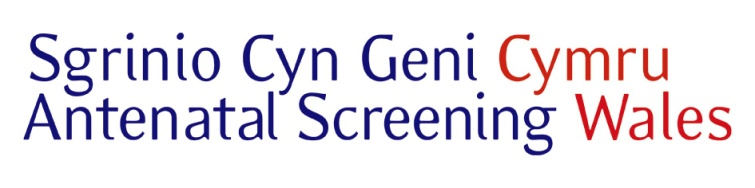 Sgrinio Cyn Geni Cymru
Antenatal Screening Wales